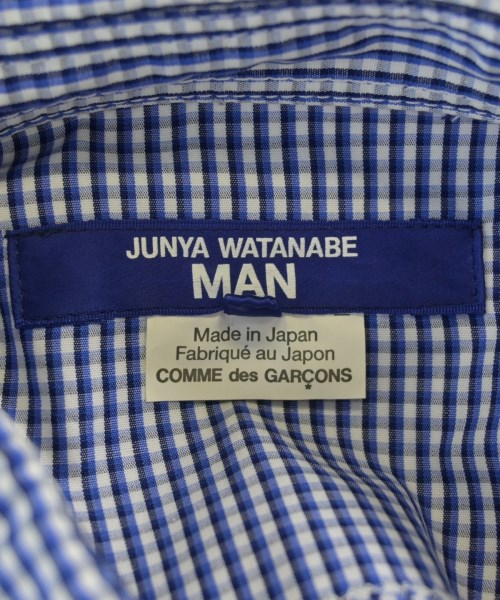 JUNYA WATANABE
MAN
Made in Japan
Fabriqué au Japon
COMME des GARÇONS